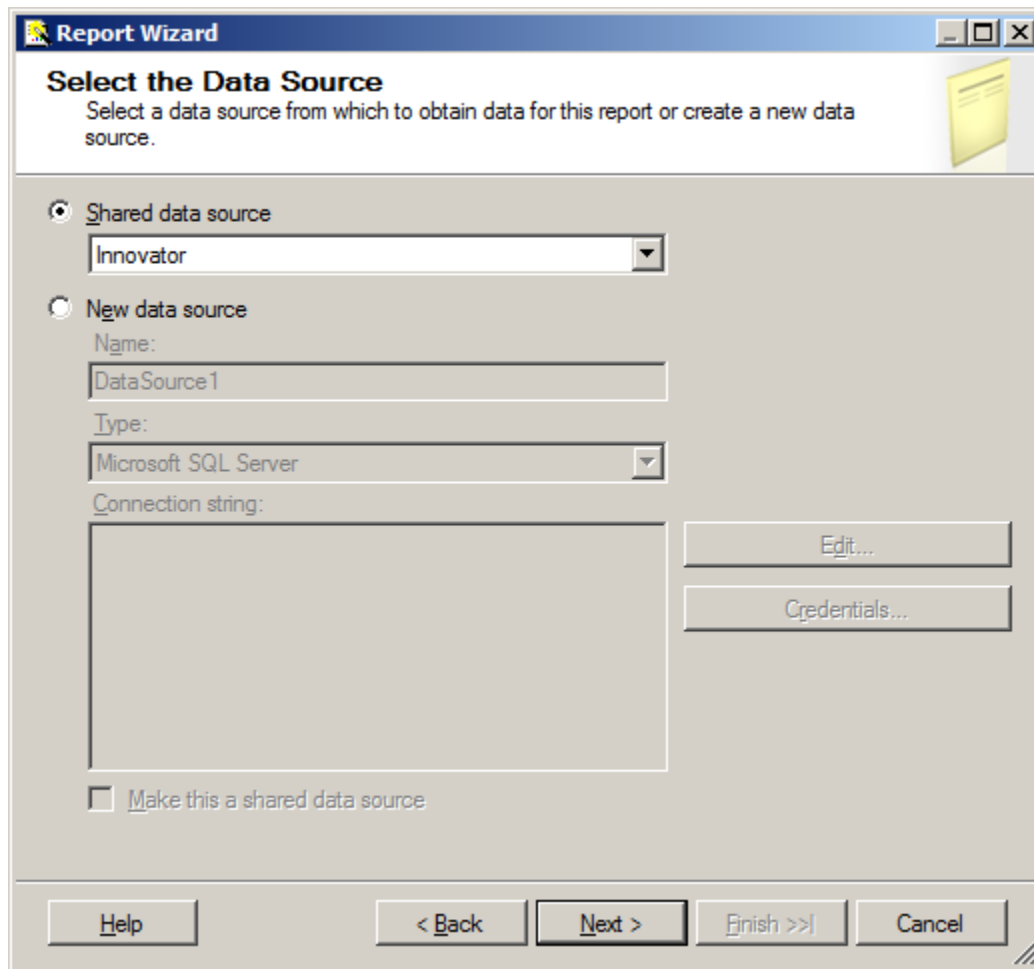 Report Wizard
Select the Data Source
Select a data source from which to obtain data for this report or create a new data
source.
Shared data source
Innovator
New data source
Name:
DataSource1
Type:
Microsoft SQL Server
Connection string:
Edit...
Credentials...
Make this a shared data source
Help
< Back
Next >
Finish >>|
Cancel